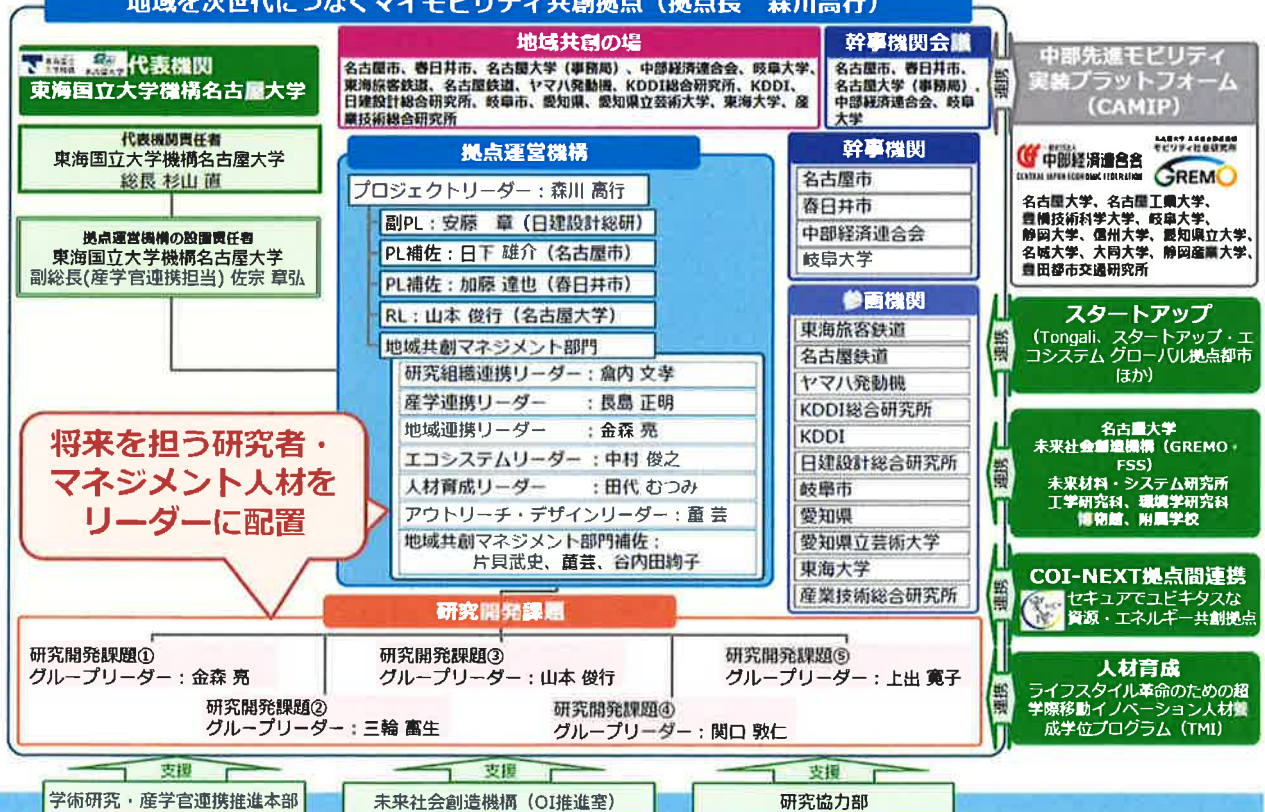 地域を次世代につなぐマイモビリティ共創拠点（拠点長　森川高行）
代表機関
東海国立大学機構名古屋大学
代表機関責任者
東海国立大学機構名古屋大学
総長 杉山 直
拠点運営機構の設置責任者
東海国立大学機構名古屋大学
副総長(産学官連携担当) 佐宗 章弘
将来を担う研究者・
マネジメント人材を
リーダーに配置
地域共創の場
名古屋市、春日井市、名古屋大学（事務局）、中部経済連合会、岐阜大学、
東海旅客鉄道、名古屋鉄道、ヤマハ発動機、KDDI総合研究所、KDDI、
日建設計総合研究所、岐阜市、愛知県、愛知県立芸術大学、東海大学、産
業技術総合研究所
幹事機関会議
名古屋市、春日井市、
名古屋大学（事務局）、
中部経済連合会、岐阜
大学
拠点運営機構
プロジェクトリーダー：森川 高行
副PL：安藤　章（日建設計総研）
PL補佐：日下 雄介（名古屋市）
PL補佐：加藤 達也（春日井市）
RL：山本 俊行（名古屋大学）
地域共創マネジメント部門
研究組織連携リーダー：倉内 文孝
産学連携リーダー　　：長島 正明
地域連携リーダー　　：金森 亮
エコシステムリーダー：中村 俊之
人材育成リーダー　　：田代 むつみ
アウトリーチ・デザインリーダー：董 芸
地域共創マネジメント部門補佐：
片貝武史、董芸、谷内田絢子
幹事機関
名古屋市
春日井市
中部経済連合会
岐阜大学
参画機関
東海旅客鉄道
名古屋鉄道
ヤマハ発動機
KDDI総合研究所
KDDI
日建設計総合研究所
岐阜市
愛知県
愛知県立芸術大学
東海大学
産業技術総合研究所
研究開発課題
研究開発課題①
グループリーダー：金森 亮
研究開発課題②
グループリーダー：三輪 富生
研究開発課題③
グループリーダー：山本 俊行
研究開発課題④
グループリーダー：関口 敦仁
研究開発課題⑤
グループリーダー：上出 寛子
連携
中部先進モビリティ
実装プラットフォーム
（CAMIP）
中部経済連合会
CENTRAL JAPAN ECONOMIC FEDERATION
モビリティ社会研究所
GREMO
名古屋大学、名古屋工業大学、
豊橋技術科学大学、岐阜大学、
静岡大学、信州大学、愛知県立大学、
名城大学、大同大学、静岡産業大学、
豊田都市交通研究所
連携
スタートアップ
（Tongali、スタートアップ・エ
コシステム グローバル拠点都市
ほか）
連携
名古屋大学
未来社会創造機構（GREMO・
FSS）
未来材料・システム研究所
工学研究科、環境学研究科
博物館、附属学校
連携
COI-NEXT拠点間連携
セキュアでユビキタスな
資源・エネルギー共創拠点
連携
人材育成
ライフスタイル革命のための超
学際移動イノベーション人材養
成学位プログラム（TMI）
支援
学術研究・産学官連携推進本部
支援
未来社会創造機構（OI推進室）
支援
研究協力部